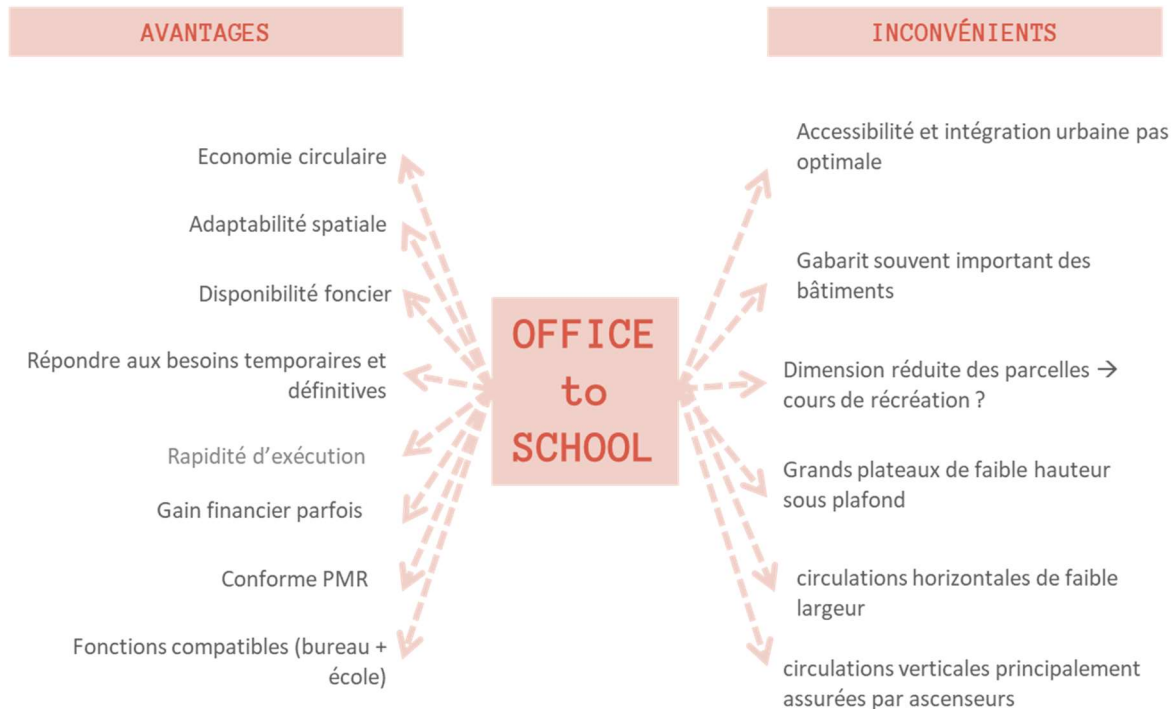 AVANTAGES
Economie circulaire
Adaptabilité spatiale
Disponibilité foncier
Répondre aux besoins temporaires et
définitives
Rapidité d'exécution
Gain financier parfois
Conforme PMR
Fonctions compatibles (bureau +
école)
OFFICE
to
SCHOOL
INCONVÉNIENTS
Accessibilité et intégration urbaine pas
optimale
Gabarit souvent important des
bâtiments
Dimension réduite des parcelles →
cours de récréation ?
Grands plateaux de faible hauteur
sous plafond
circulations horizontales de faible
largeur
circulations verticales principalement
assurées par ascenseurs